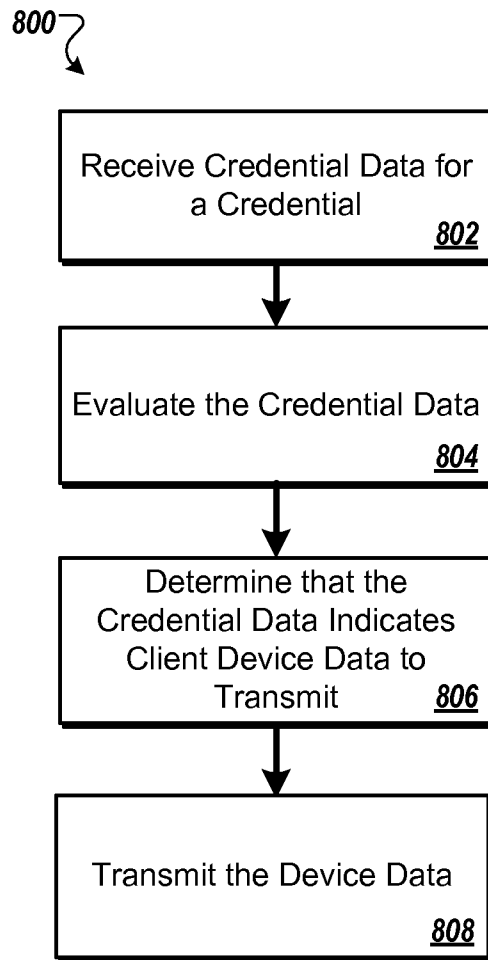 800
Receive Credential Data for
a Credential
802
Evaluate the Credential Data
804
Determine that the
Credential Data Indicates
Client Device Data to
Transmit
806
Transmit the Device Data
808